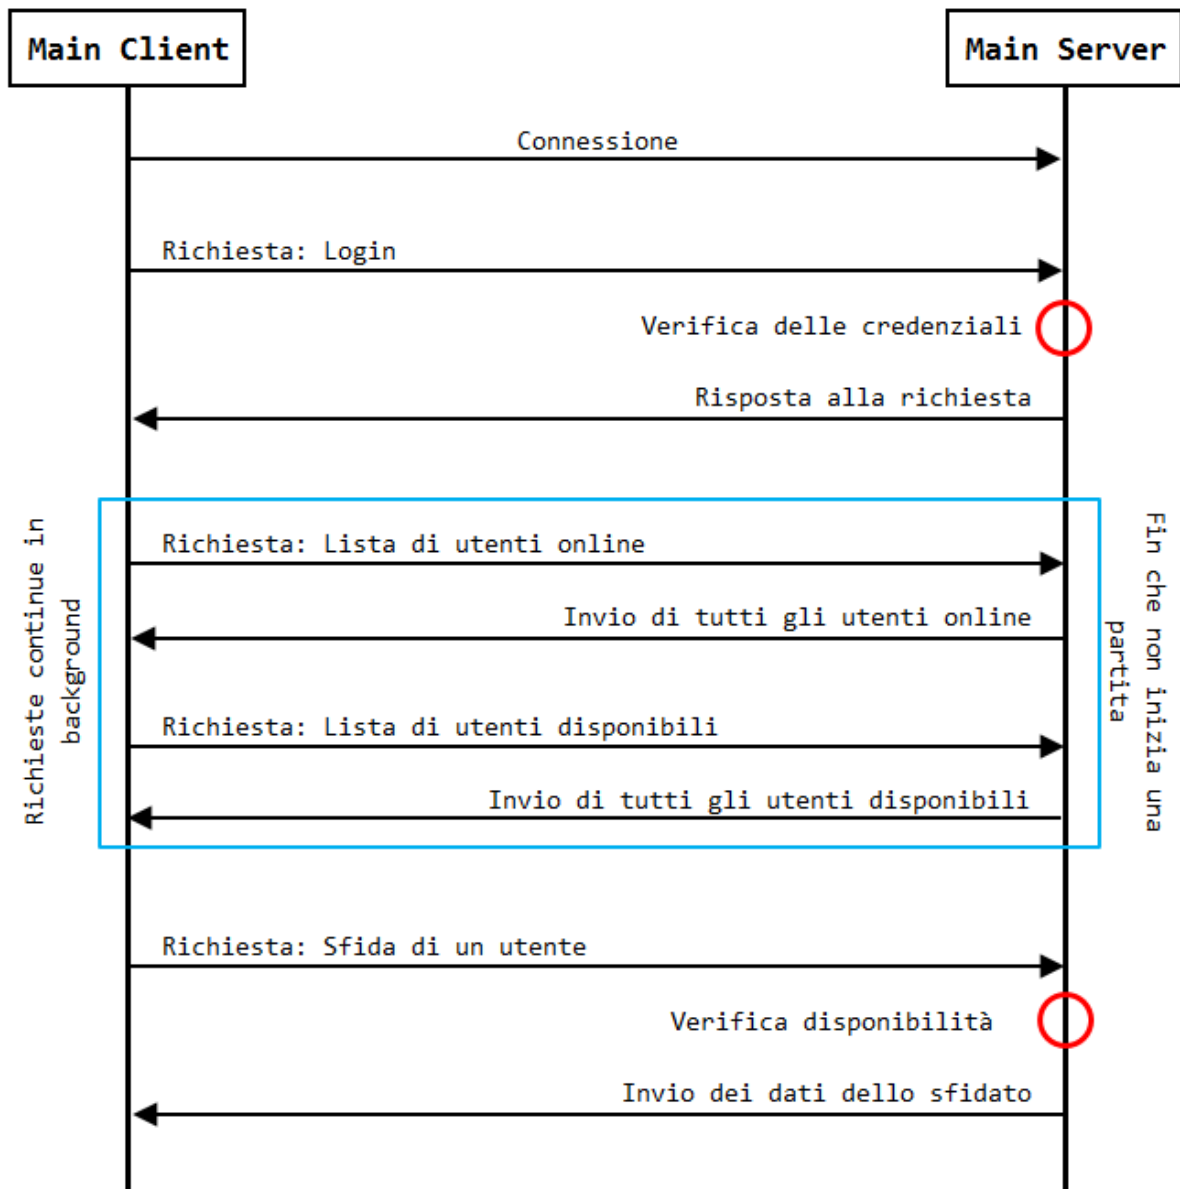 Main Client
Main Server
Connessione
Richiesta: Login
Verifica delle credenziali
Risposta alla richiesta
Richieste continue in
background
Richiesta: Lista di utenti online
Invio di tutti gli utenti online
Richiesta: Lista di utenti disponibili
Invio di tutti gli utenti disponibili
Fin che non inizia una
partita
Richiesta: Sfida di un utente
Verifica disponibilità
Invio dei dati dello sfidato